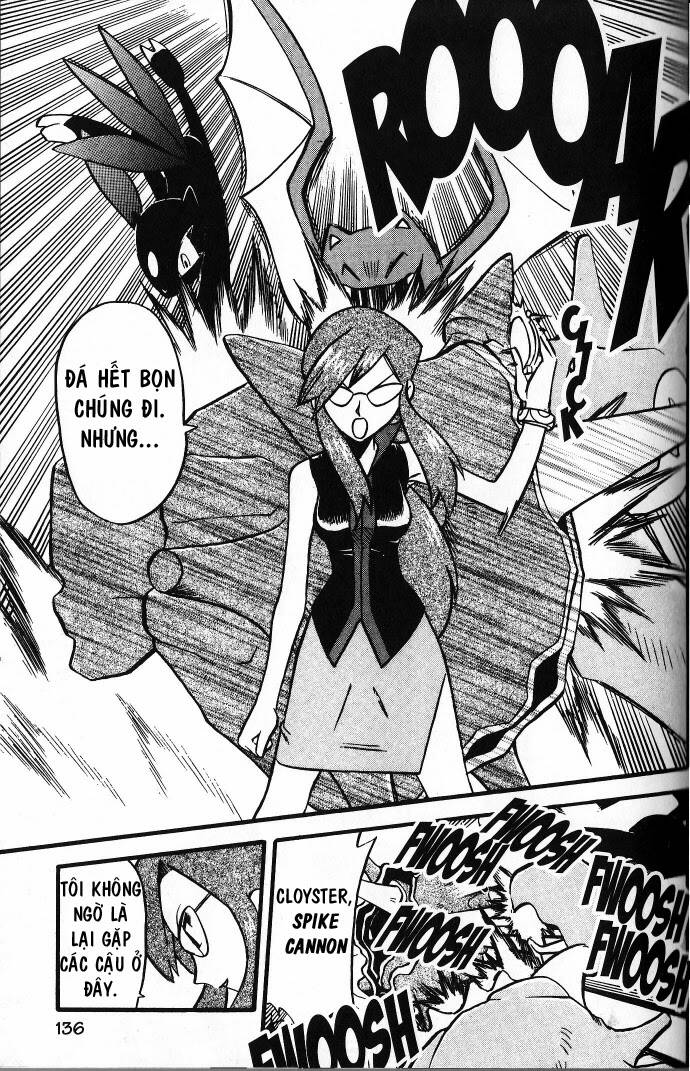 ROOOAR
CLICK
ĐÁ HẾT BỌN
CHÚNG ĐI.
NHƯNG...
FWOOSH
FWOOSH
FWOOSH
FWOOSH
FWOOSH
FWOOSH
CLOYSTER,
SPIKE
CANNON
TÔI KHÔNG
NGỜ LÀ
LẠI GẶP
CÁC CẬU Ở
ĐÂY.
136